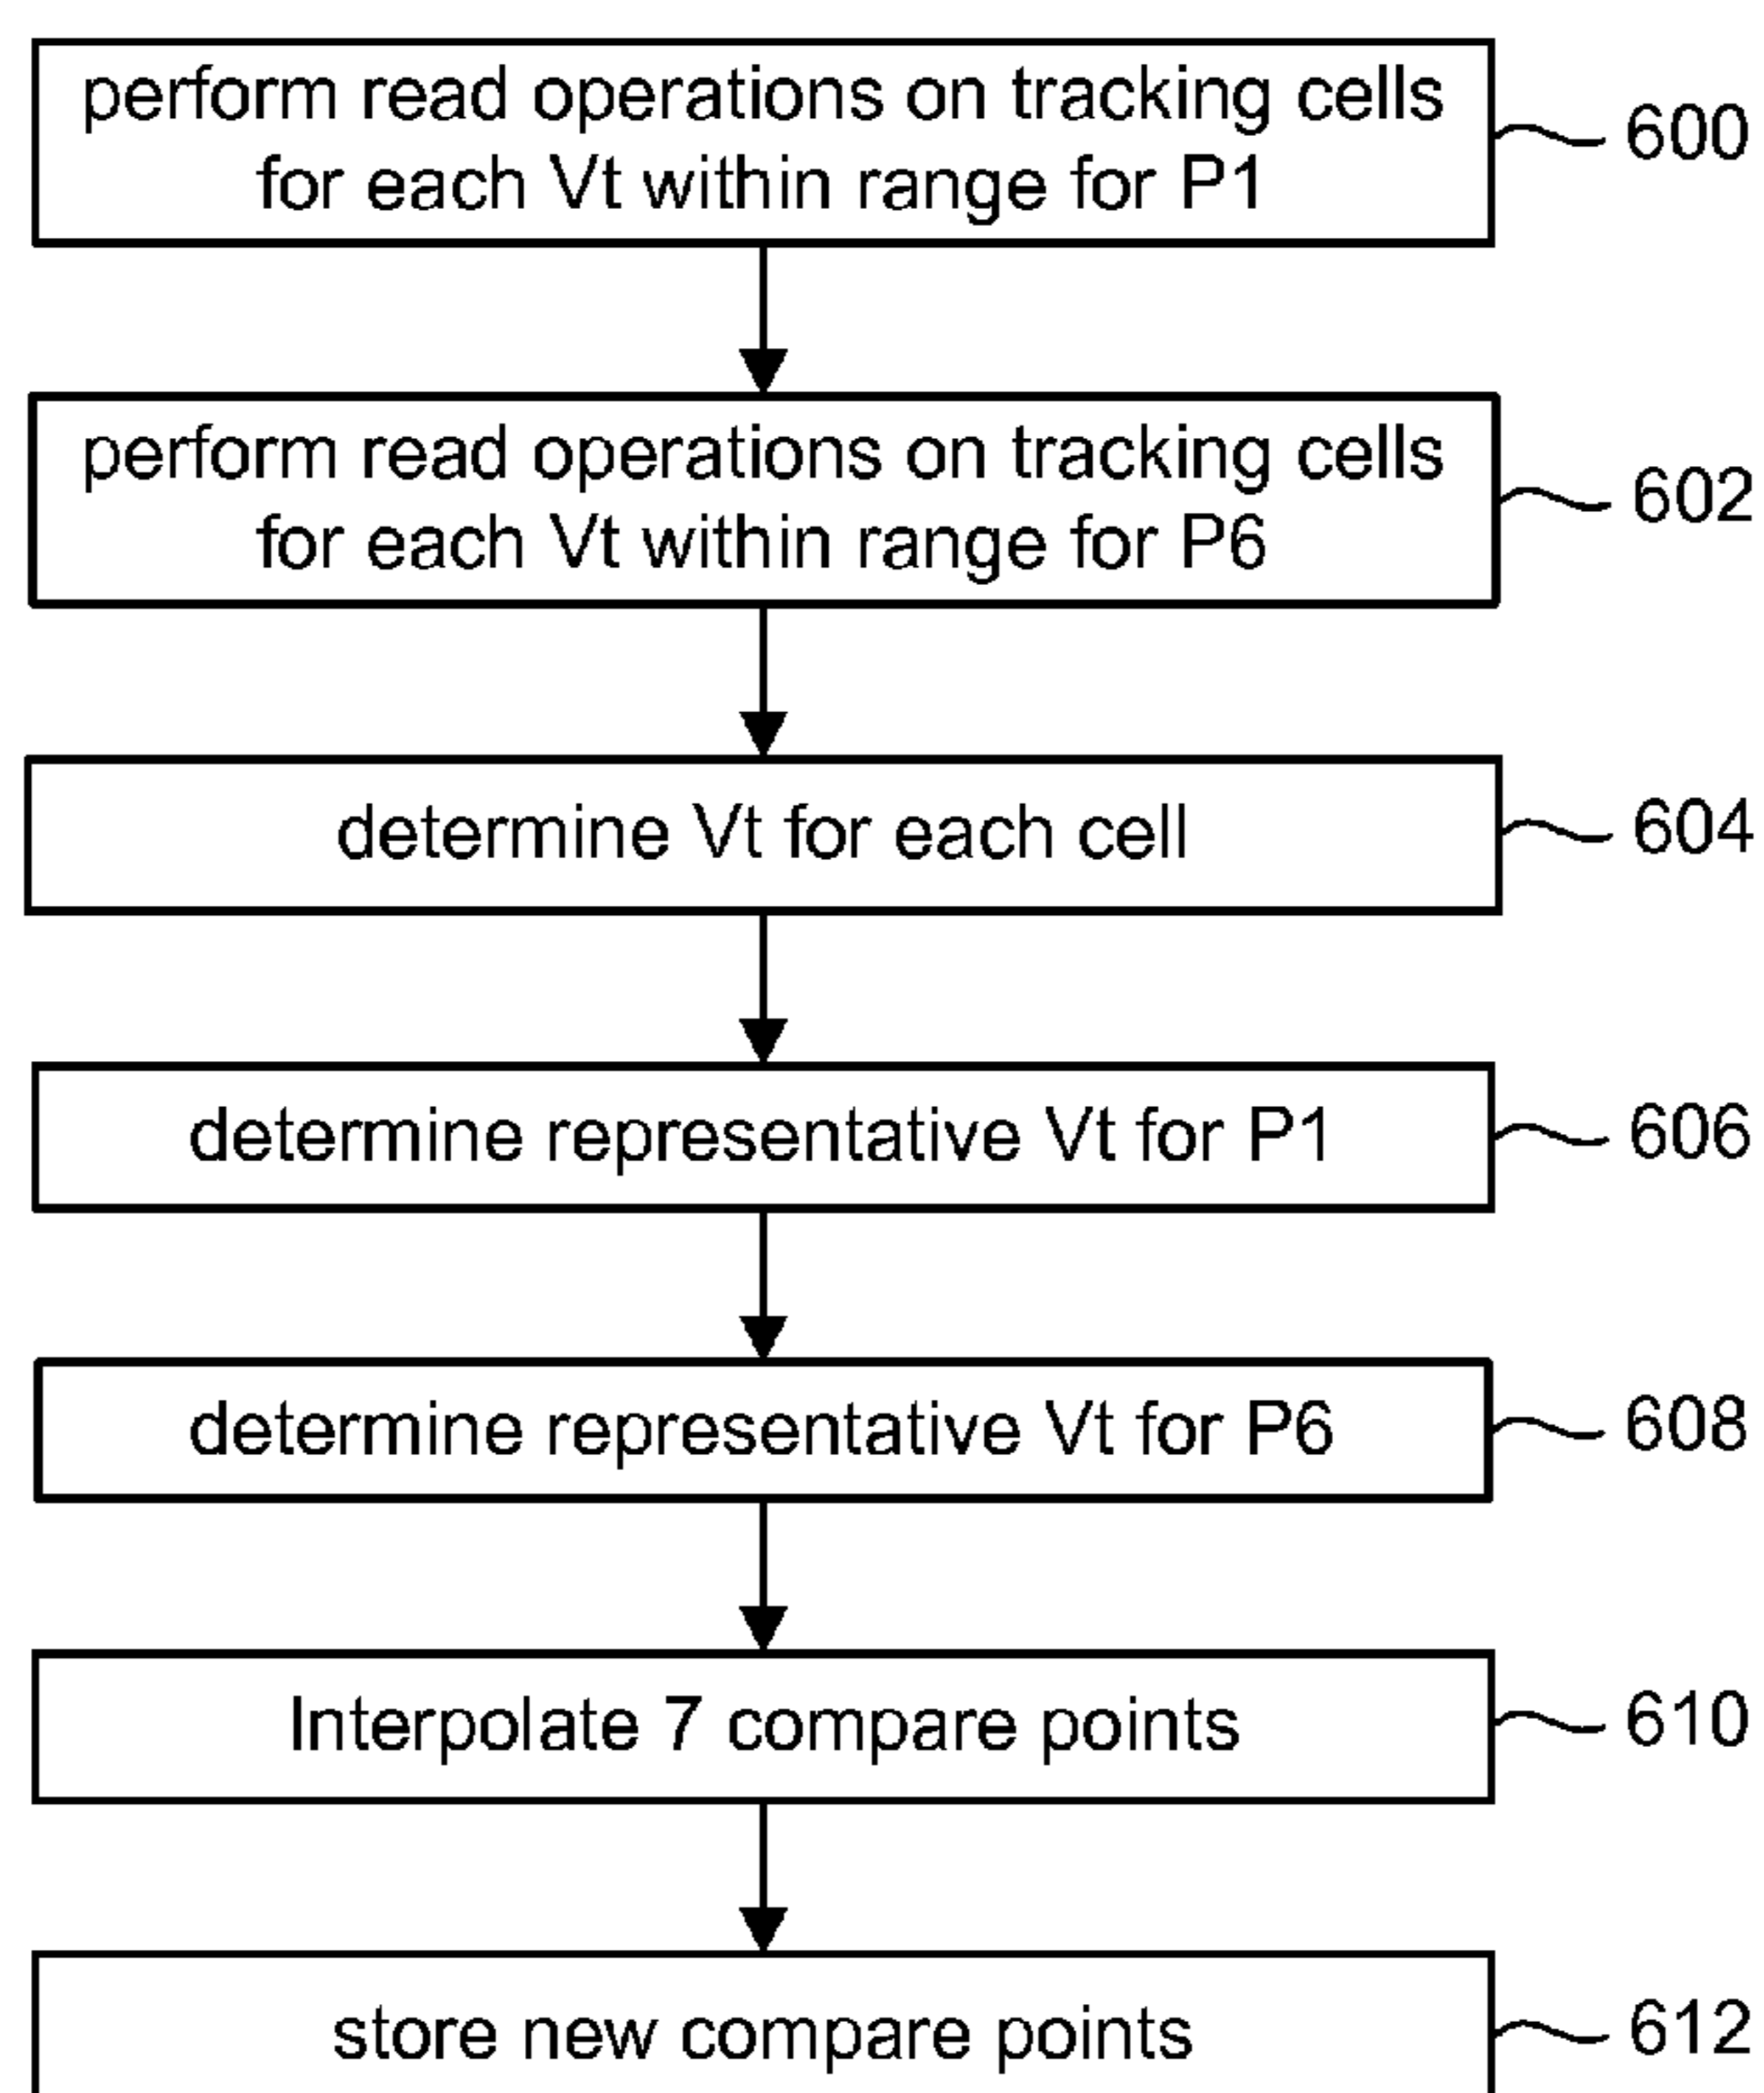 perform read operations on tracking cells
for each Vt within range for P1
600
perform read operations on tracking cells
for each Vt within range for P6
602
determine Vt for each cell
604
determine representative Vt for P1
606
determine representative Vt for P6
608
Interpolate 7 compare points
610
store new compare points
612